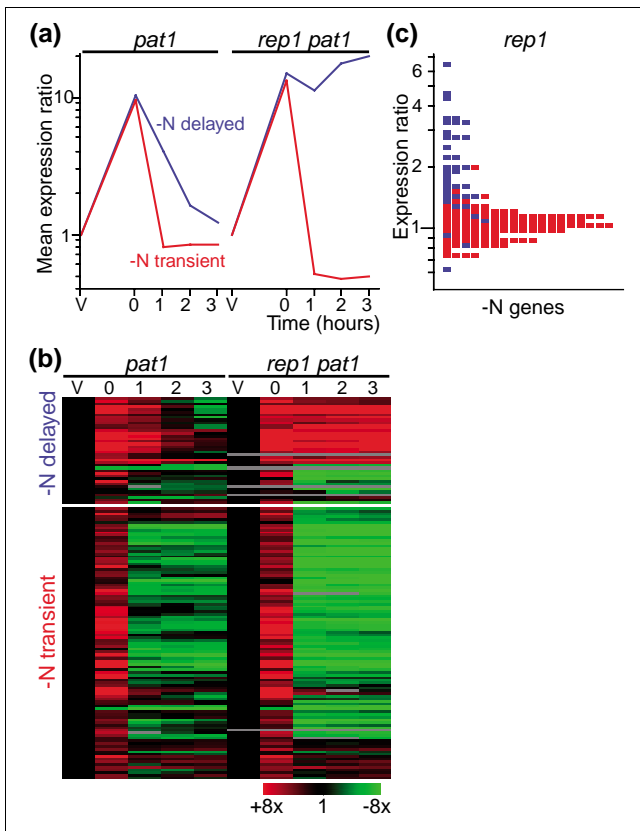 (a)
pat1
rep1 pat1
Mean expression ratio
10
1
-N delayed
-N transient
V
0
1
2
3
V
0
1
2
3
Time (hours)
(c)
rep1
Expression ratio
6
4
2
1
-N genes
(b)
pat1
rep1 pat1
V 0 1 2 3 V 0 1 2 3
-N delayed
-N transient
+8x 1 -8x